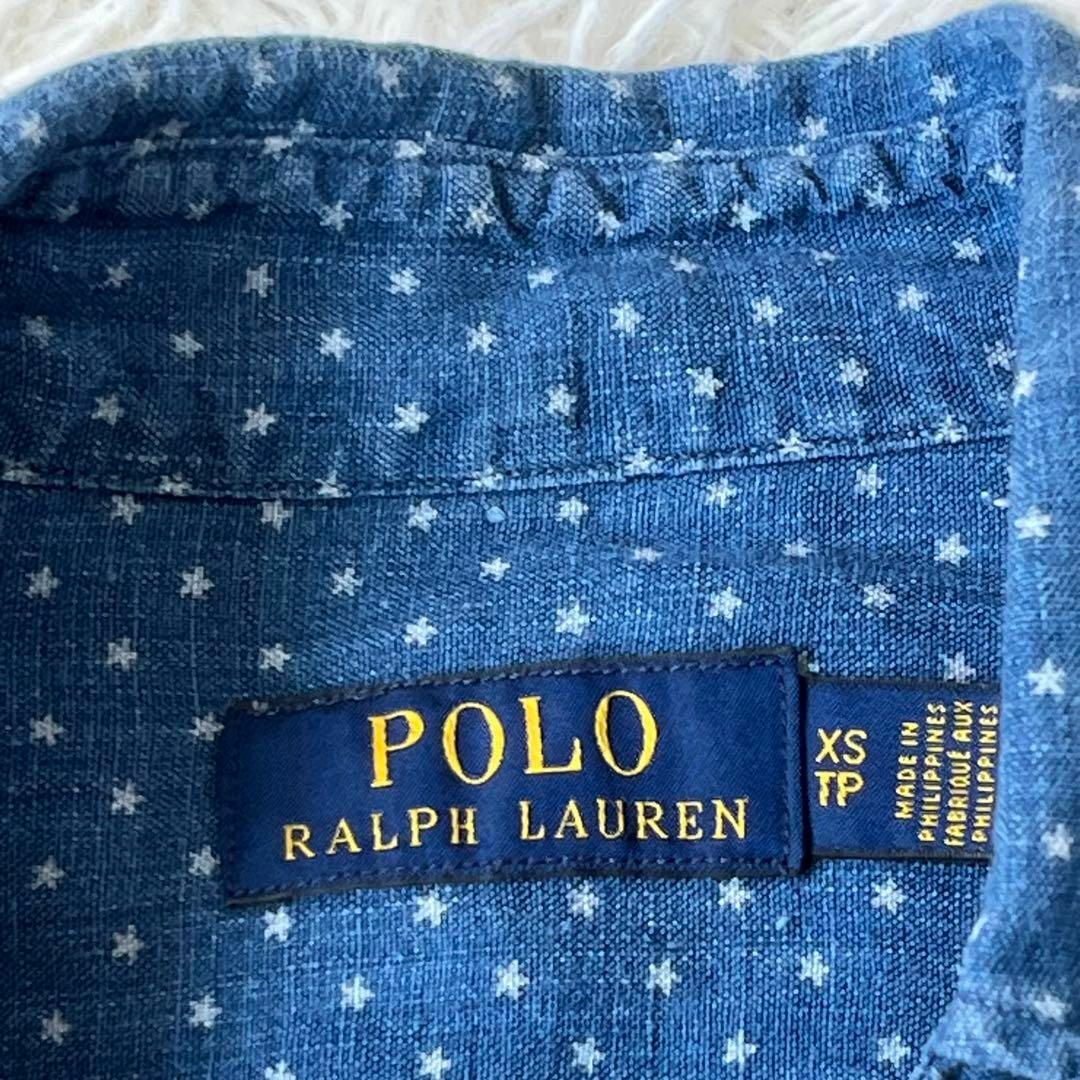 POLO
RALPH LAUREN
XS
TP
MADE IN
PHILIPPINES
FABRIQUÉ AUX
PHILIPPINES